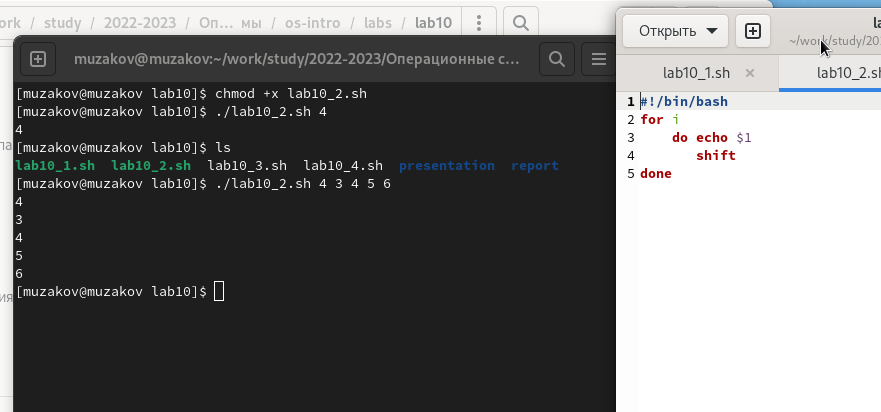 ork / study / 2022-2023 / Оп… мы / os-intro / labs / lab10
muzakov@muzakov:~/work/study/2022-2023/Операционные с…
[muzakov@muzakov lab10]$ chmod +x lab10_2.sh
[muzakov@muzakov lab10]$ ./lab10_2.sh 4
4
[muzakov@muzakov lab10]$ ls
lab10_1.sh lab10_2.sh lab10_3.sh lab10_4.sh presentation report
[muzakov@muzakov lab10]$ ./lab10_2.sh 4 3 4 5 6
4
3
4
5
6
[muzakov@muzakov lab10]$
Открыть
~/work/study/20
lab10_1.sh × lab10_2.sh
1 #!/bin/bash
2 for i
3 do echo $1
4 shift
5 done